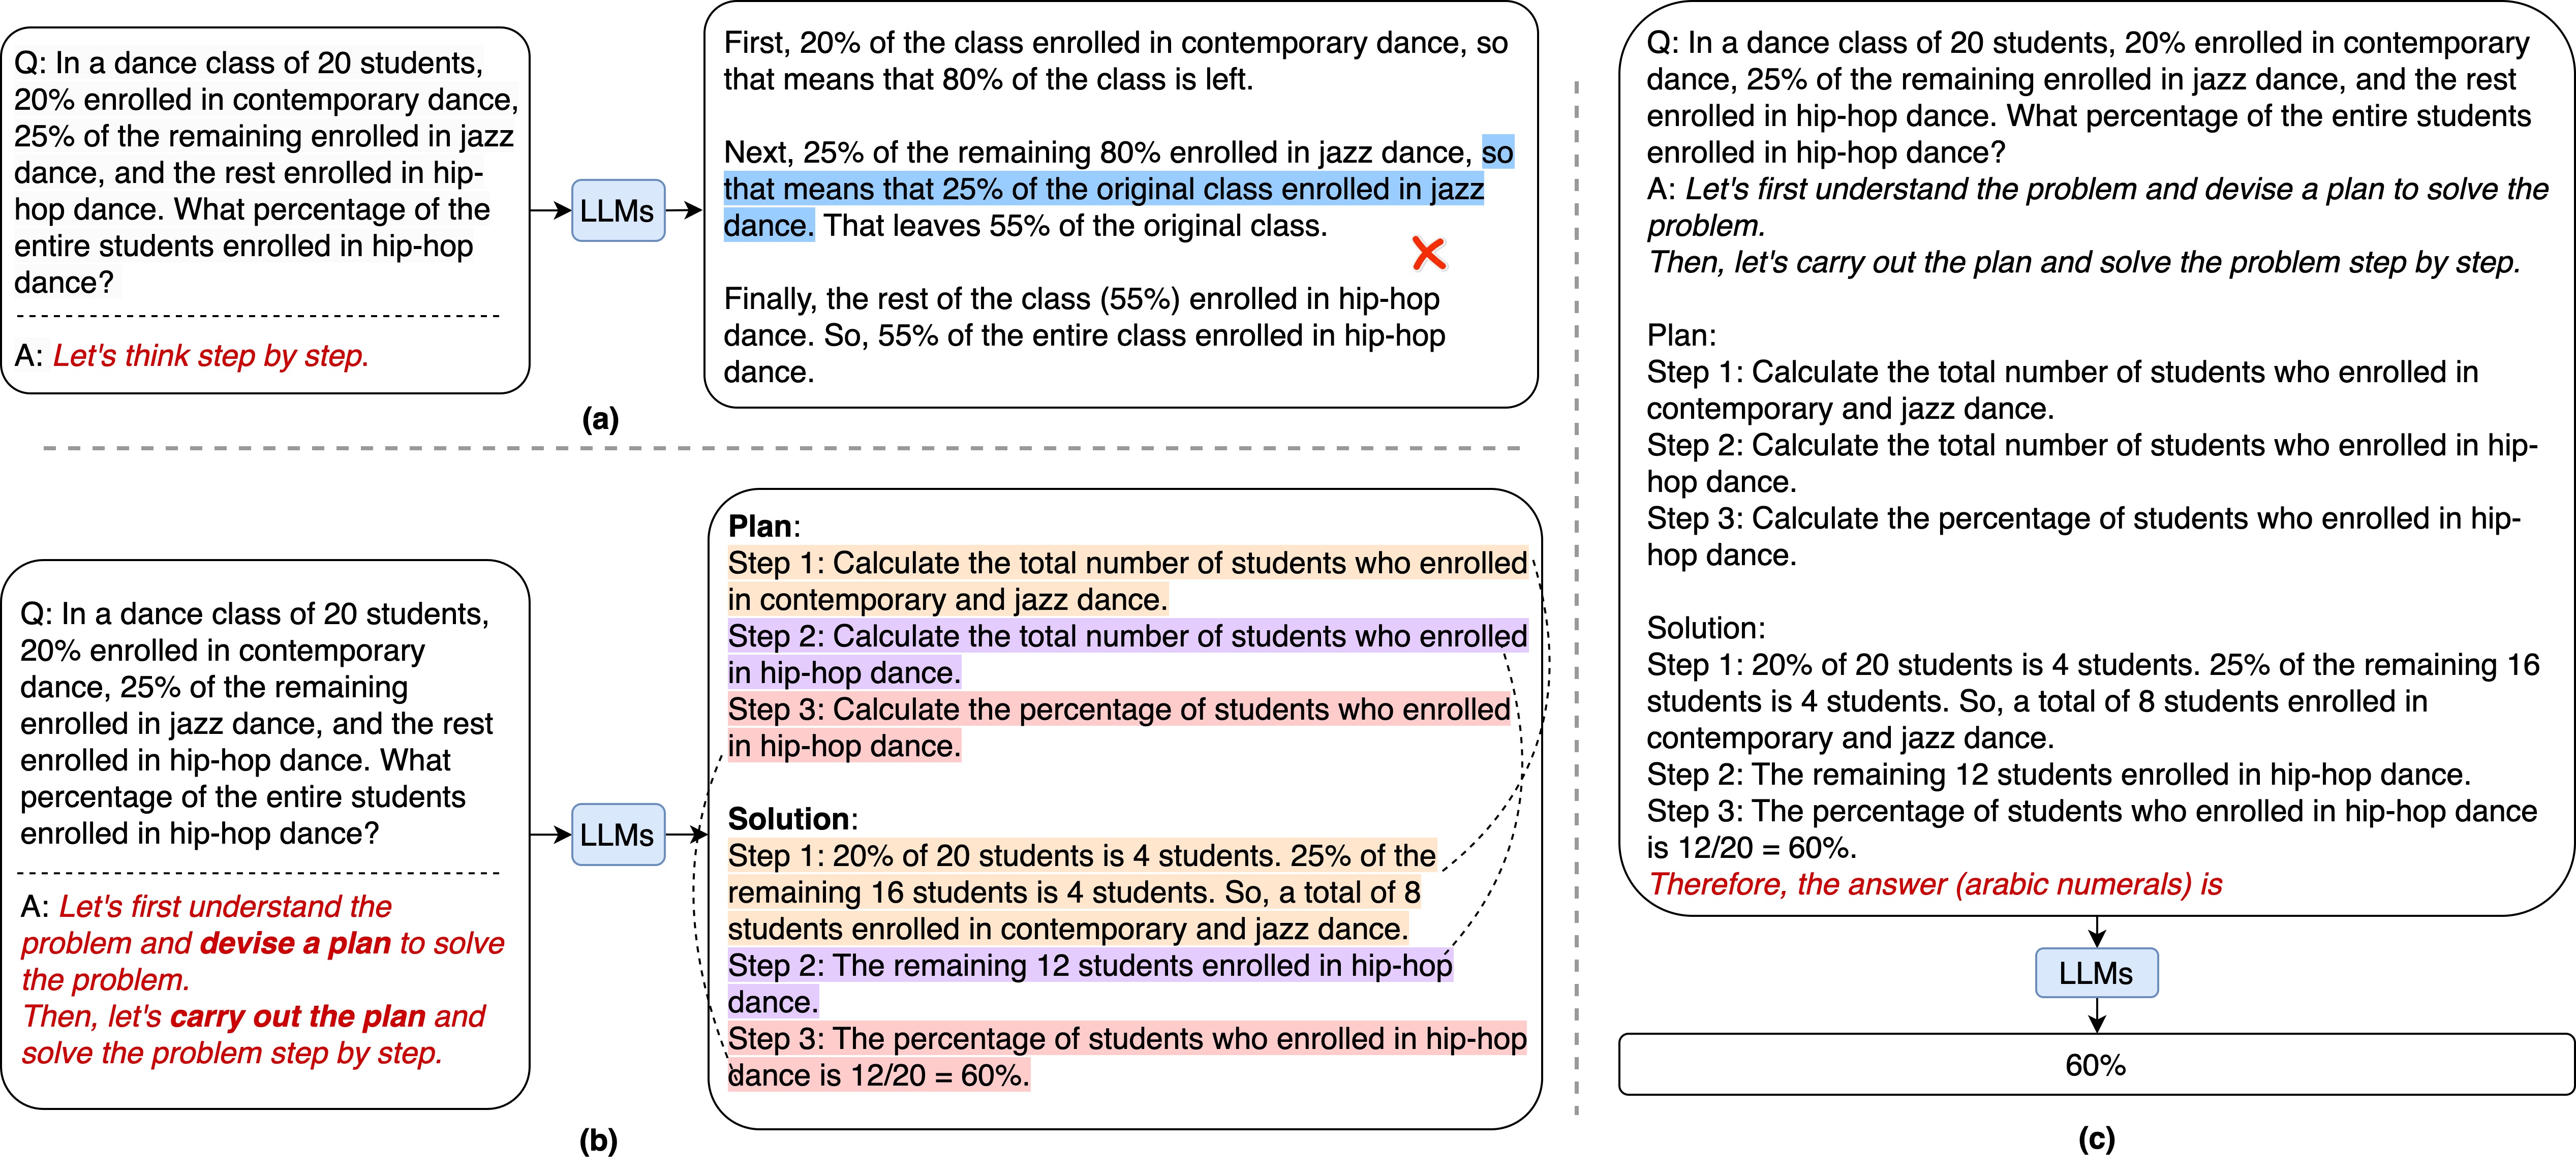 Q: In a dance class of 20 students,
20% enrolled in contemporary dance,
25% of the remaining enrolled in jazz
dance, and the rest enrolled in hip-
hop dance. What percentage of the
entire students enrolled in hip-hop
dance?
A: Let's think step by step.
LLMs
First, 20% of the class enrolled in contemporary dance, so
that means that 80% of the class is left.
Next, 25% of the remaining 80% enrolled in jazz dance, so
that means that 25% of the original class enrolled in jazz
dance. That leaves 55% of the original class.
Finally, the rest of the class (55%) enrolled in hip-hop
dance. So, 55% of the entire class enrolled in hip-hop
dance.
(a)
Q: In a dance class of 20 students,
20% enrolled in contemporary
dance, 25% of the remaining
enrolled in jazz dance, and the rest
enrolled in hip-hop dance. What
percentage of the entire students
enrolled in hip-hop dance?
A: Let's first understand the
problem and devise a plan to solve
the problem.
Then, let's carry out the plan and
solve the problem step by step.
LLMs
Plan:
Step 1: Calculate the total number of students who enrolled
in contemporary and jazz dance.
Step 2: Calculate the total number of students who enrolled
in hip-hop dance.
Step 3: Calculate the percentage of students who enrolled
in hip-hop dance.
Solution:
Step 1: 20% of 20 students is 4 students. 25% of the
remaining 16 students is 4 students. So, a total of 8
students enrolled in contemporary and jazz dance.
Step 2: The remaining 12 students enrolled in hip-hop
dance.
Step 3: The percentage of students who enrolled in hip-hop
dance is 12/20 = 60%.
(b)
Q: In a dance class of 20 students, 20% enrolled in contemporary
dance, 25% of the remaining enrolled in jazz dance, and the rest
enrolled in hip-hop dance. What percentage of the entire students
enrolled in hip-hop dance?
A: Let's first understand the problem and devise a plan to solve the
problem.
Then, let's carry out the plan and solve the problem step by step.
Plan:
Step 1: Calculate the total number of students who enrolled in
contemporary and jazz dance.
Step 2: Calculate the total number of students who enrolled in hip-
hop dance.
Step 3: Calculate the percentage of students who enrolled in hip-
hop dance.
Solution:
Step 1: 20% of 20 students is 4 students. 25% of the remaining 16
students is 4 students. So, a total of 8 students enrolled in
contemporary and jazz dance.
Step 2: The remaining 12 students enrolled in hip-hop dance.
Step 3: The percentage of students who enrolled in hip-hop dance
is 12/20 = 60%.
Therefore, the answer (arabic numerals) is
LLMs
60%
(c)